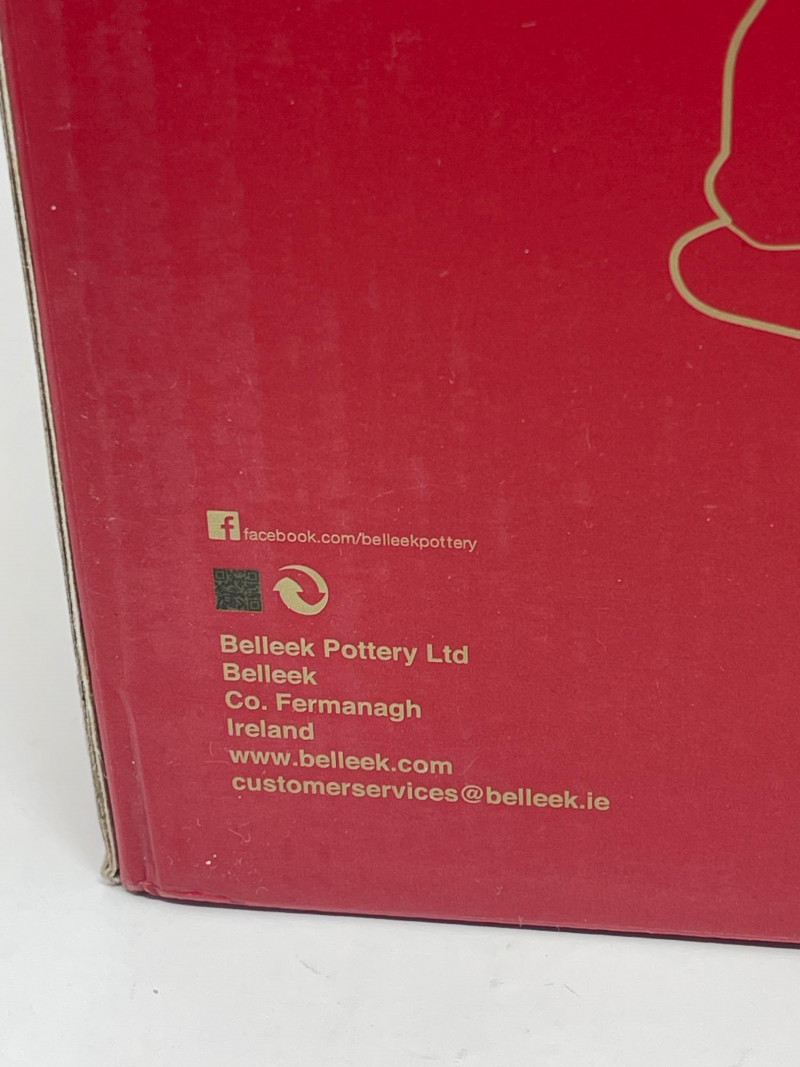 facebook.com/belleekpottery
Belleek Pottery Ltd
Belleek
Co. Fermanagh
Ireland
www.belleek.com
customerservices@belleek.ie